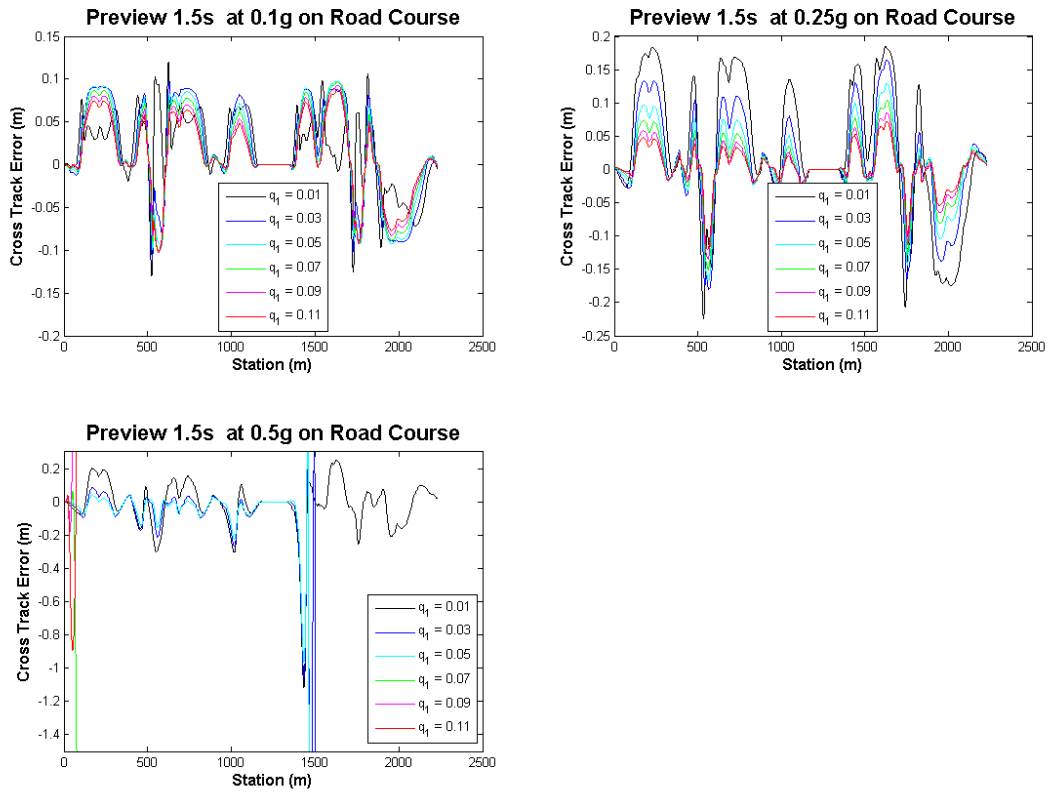 Preview 1.5s at 0.1g on Road Course
0.15
0.1
0.05
0
-0.05
-0.1
0.15
-0.2
Cross Track Error (m)
q1 = 0.01
q1 = 0.03
q1 = 0.05
q1 = 0.07
q1 = 0.09
q1 = 0.11
0 500 1000 1500 2000 2500
Station (m)
Preview 1.5s at 0.25g on Road Course
0.2
0.15
0.1
0.05
0
-0.05
-0.1
0.15
-0.2
-0.25
Cross Track Error (m)
q1 = 0.01
q1 = 0.03
q1 = 0.05
q1 = 0.07
q1 = 0.09
q1 = 0.11
0 500 1000 1500 2000 2500
Station (m)
Preview 1.5s at 0.5g on Road Course
0.2
0
-0.2
-0.4
-0.6
-0.8
-1
-1.2
-1.4
Cross Track Error (m)
q1 = 0.01
q1 = 0.03
q1 = 0.05
q1 = 0.07
q1 = 0.09
q1 = 0.11
0 500 1000 1500 2000 2500
Station (m)